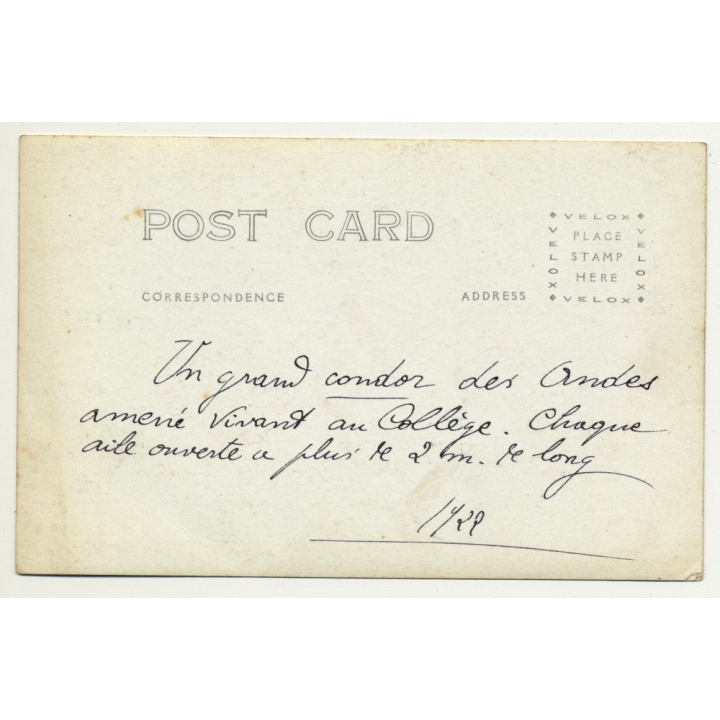 POST CARD
VELOX
VELOX
PLACE
STAMP
HERE
VELOX
VELOX
CORRESPONDENCE
ADDRESS
Un grand condor des Andes
amené vivant au Collège. Chaque
aile ouverte a plus de 2 m. de long
1922